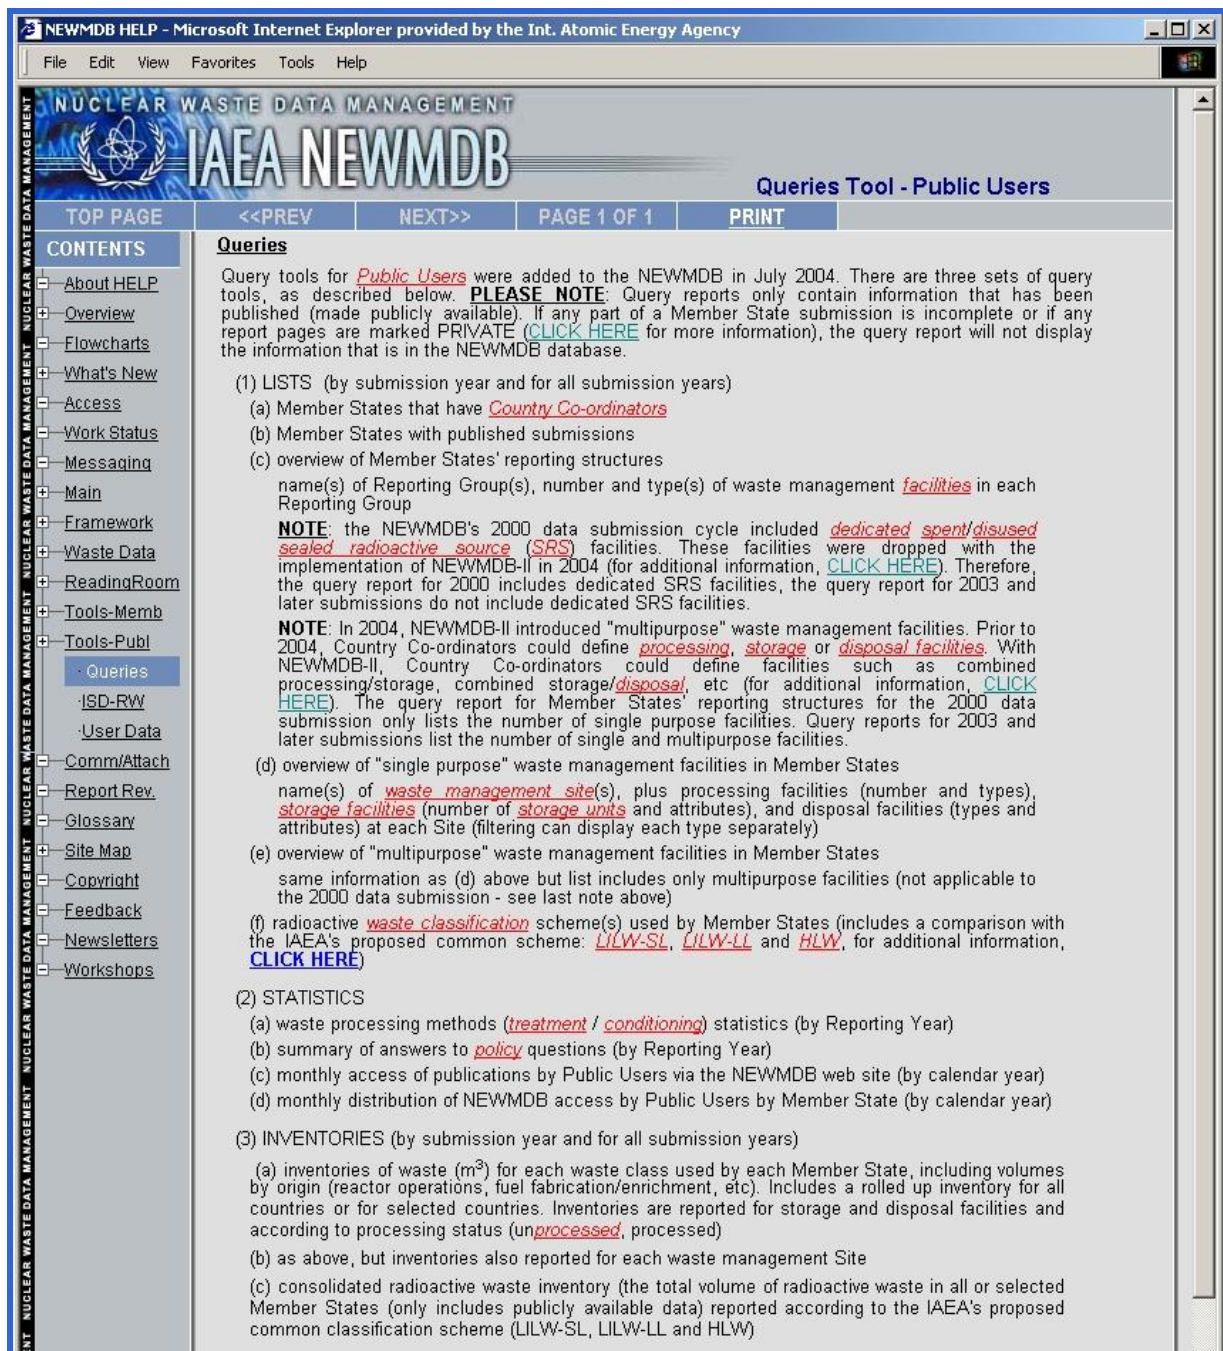 NEWMDB HELP - Microsoft Internet Explorer provided by the Int. Atomic Energy Agency
File Edit View Favorites Tools Help
NUCLEAR WASTE DATA MANAGEMENT
IAEA NEWMDB
Queries Tool - Public Users
TOP PAGE <<PREV NEXT>> PAGE 1 OF 1 PRINT
CONTENTS
About HELP
Overview
Flowcharts
What's New
Access
Work Status
Messaging
Main
Framework
Waste Data
ReadingRoom
Tools-Memb
Tools-Publ
· Queries
·ISD-RW
·User Data
Comm/Attach
Report Rev.
Glossary
Site Map
Copyright
Feedback
Newsletters
Workshops
NUCLEAR WASTE DATA MANAGEMENT
Queries
Query tools for Public Users were added to the NEWMDB in July 2004. There are three sets of query
tools, as described below. PLEASE NOTE: Query reports only contain information that has been
published (made publicly available). If any part of a Member State submission is incomplete or if any
report pages are marked PRIVATE (CLICK HERE for more information), the query report will not display
the information that is in the NEWMDB database.
(1) LISTS (by submission year and for all submission years)
(a) Member States that have Country Co-ordinators
(b) Member States with published submissions
(c) overview of Member States' reporting structures
name(s) of Reporting Group(s), number and type(s) of waste management facilities in each
Reporting Group
NOTE: the NEWMDB's 2000 data submission cycle included dedicated spent/disused
sealed radioactive source (SRS) facilities. These facilities were dropped with the
implementation of NEWMDB-II in 2004 (for additional information, CLICK HERE). Therefore,
the query report for 2000 includes dedicated SRS facilities, the query report for 2003 and
later submissions do not include dedicated SRS facilities.
NOTE: In 2004, NEWMDB-II introduced "multipurpose" waste management facilities. Prior to
2004, Country Co-ordinators could define processing, storage or disposal facilities. With
NEWMDB-II, Country Co-ordinators could define facilities such as combined
processing/storage, combined storage/disposal, etc (for additional information, CLICK
HERE). The query report for Member States' reporting structures for the 2000 data
submission only lists the number of single purpose facilities. Query reports for 2003 and
later submissions list the number of single and multipurpose facilities.
(d) overview of "single purpose" waste management facilities in Member States
name(s) of waste management site(s), plus processing facilities (number and types),
storage facilities (number of storage units and attributes), and disposal facilities (types and
attributes) at each Site (filtering can display each type separately)
(e) overview of "multipurpose" waste management facilities in Member States
same information as (d) above but list includes only multipurpose facilities (not applicable to
the 2000 data submission - see last note above)
(f) radioactive waste classification scheme(s) used by Member States (includes a comparison with
the IAEA's proposed common scheme: LILW-SL, LILW-LL and HLW, for additional information,
CLICK HERE)
(2) STATISTICS
(a) waste processing methods (treatment / conditioning) statistics (by Reporting Year)
(b) summary of answers to policy questions (by Reporting Year)
(c) monthly access of publications by Public Users via the NEWMDB web site (by calendar year)
(d) monthly distribution of NEWMDB access by Public Users by Member State (by calendar year)
(3) INVENTORIES (by submission year and for all submission years)
(a) inventories of waste (m3) for each waste class used by each Member State, including volumes
by origin (reactor operations, fuel fabrication/enrichment, etc). Includes a rolled up inventory for all
countries or for selected countries. Inventories are reported for storage and disposal facilities and
according to processing status (unprocessed, processed)
(b) as above, but inventories also reported for each waste management Site
(c) consolidated radioactive waste inventory (the total volume of radioactive waste in all or selected
Member States (only includes publicly available data) reported according to the IAEA's proposed
common classification scheme (LILW-SL, LILW-LL and HLW)